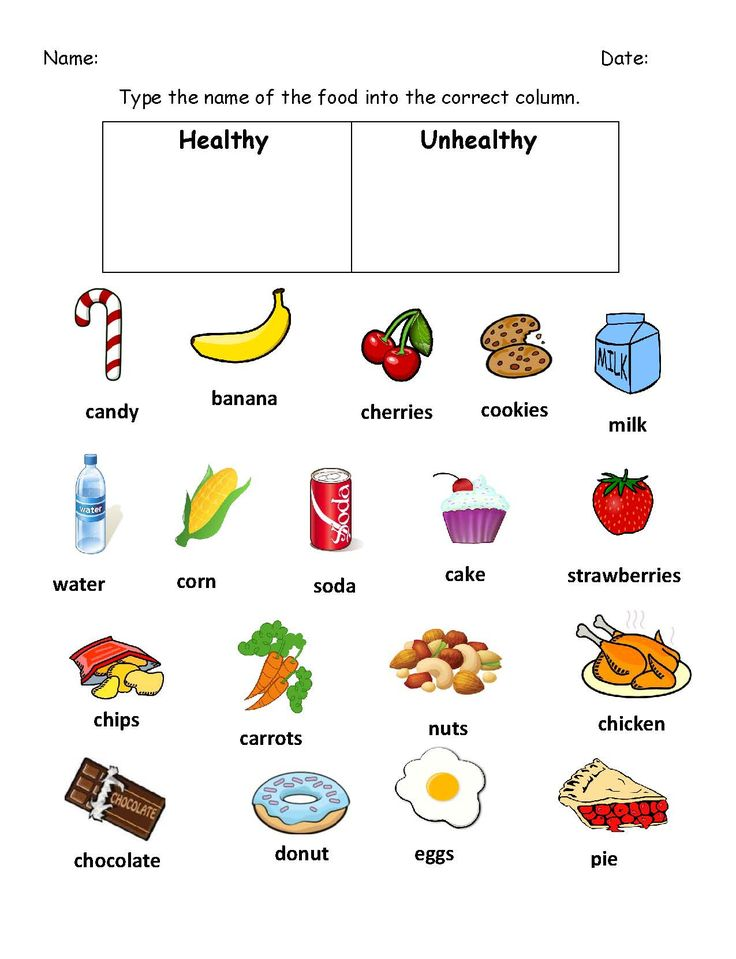 Name: Date:
Type the name of the food into the correct column.
Healthy Unhealthy
MILK
candy banana cherries cookies milk
water Soda
water corn soda cake strawberries
chips carrots nuts chicken
CHOCOLATE
chocolate donut eggs pie